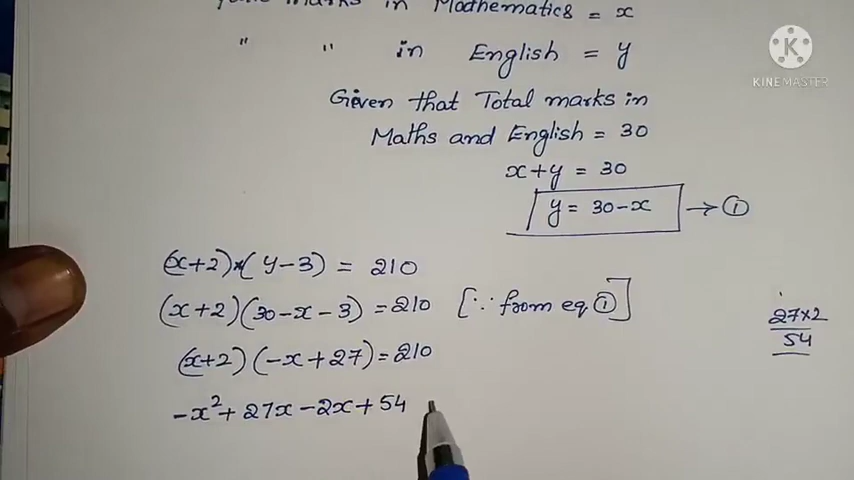 marks in Mathematics = x
" " in English = y
Given that Total marks in
Maths and English = 30
x+y = 30
y = 30-x → ①
(x+2)×(y-3) = 210
(x+2)(30-x-3) = 210 [∵ from eq ①]
(x+2)(-x+27) = 210
-x²+27x-2x+54
27×2
54
K
KINEMASTER